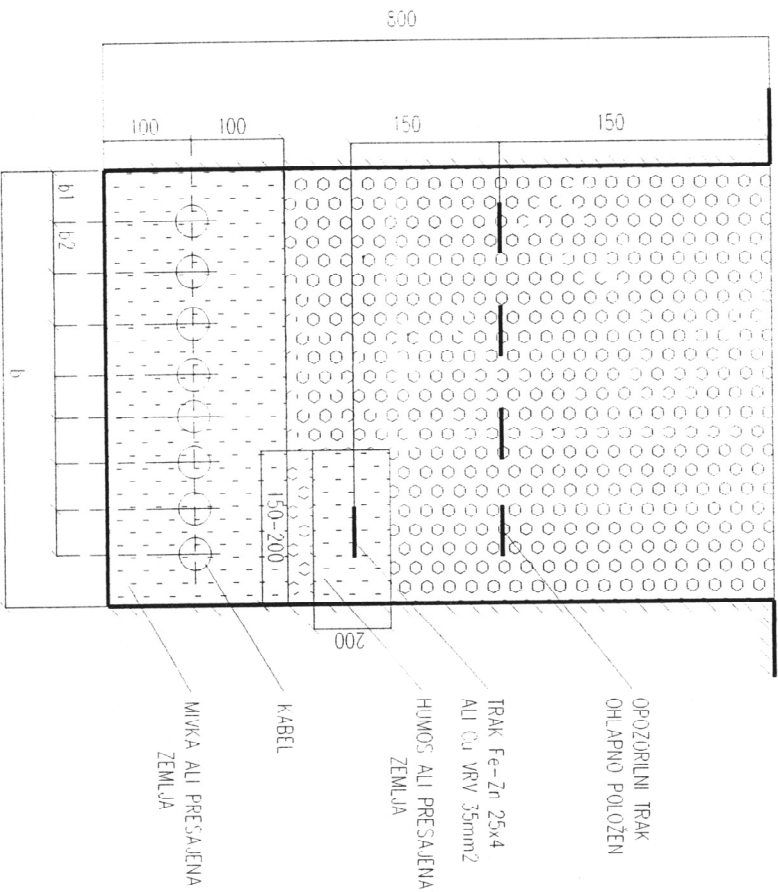 800
100
100
150
150
b1
b2
b
150-200
200
OPOZORILNI TRAK
OHLAPNO POLOŽEN
TRAK Fe-Zn 25x4
ALI Cu VRV 35mm2
HUMOS ALI PRESAJENA
ZEMLJA
KABEL
MIVKA ALI PRESAJENA
ZEMLJA